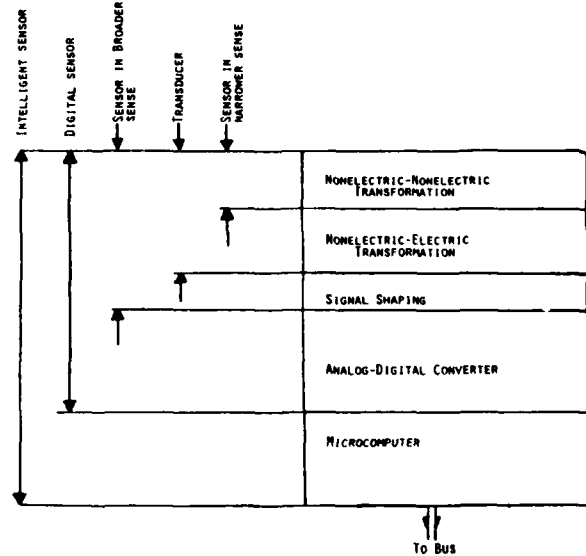 INTELLIGENT SENSOR
DIGITAL SENSOR
SENSOR IN BROADER
SENSE
TRANSDUCER
SENSOR IN
NARROWER SENSE
NONELECTRIC-NONELECTRIC
TRANSFORMATION
NONELECTRIC-ELECTRIC
TRANSFORMATION
SIGNAL SHAPING
ANALOG-DIGITAL CONVERTER
MICROCOMPUTER
TO BUS